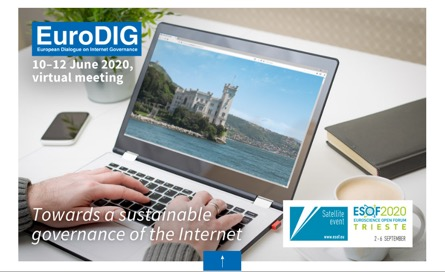 EuroDIG
European Dialogue on Internet Governance
10–12 June 2020,
virtual meeting
Towards a sustainable
governance of the Internet
Satellite
event
www.esof.eu
ESOF2020
EUROSCIENCE OPEN FORUM
TRIESTE
2 - 6 SEPTEMBER